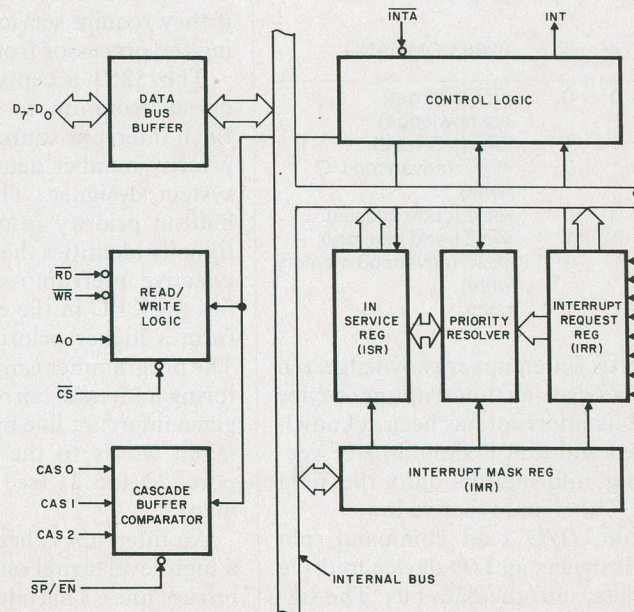 INTA
INT
DATA
BUS
BUFFER
D7-D0
CONTROL LOGIC
RD
WR
A0
READ/
WRITE
LOGIC
CS
IN
SERVICE
REG
(ISR)
PRIORITY
RESOLVER
INTERRUPT
REQUEST
REG
(IRR)
CAS 0
CAS 1
CAS 2
CASCADE
BUFFER
COMPARATOR
SP/EN
INTERRUPT MASK REG
(IMR)
INTERNAL BUS